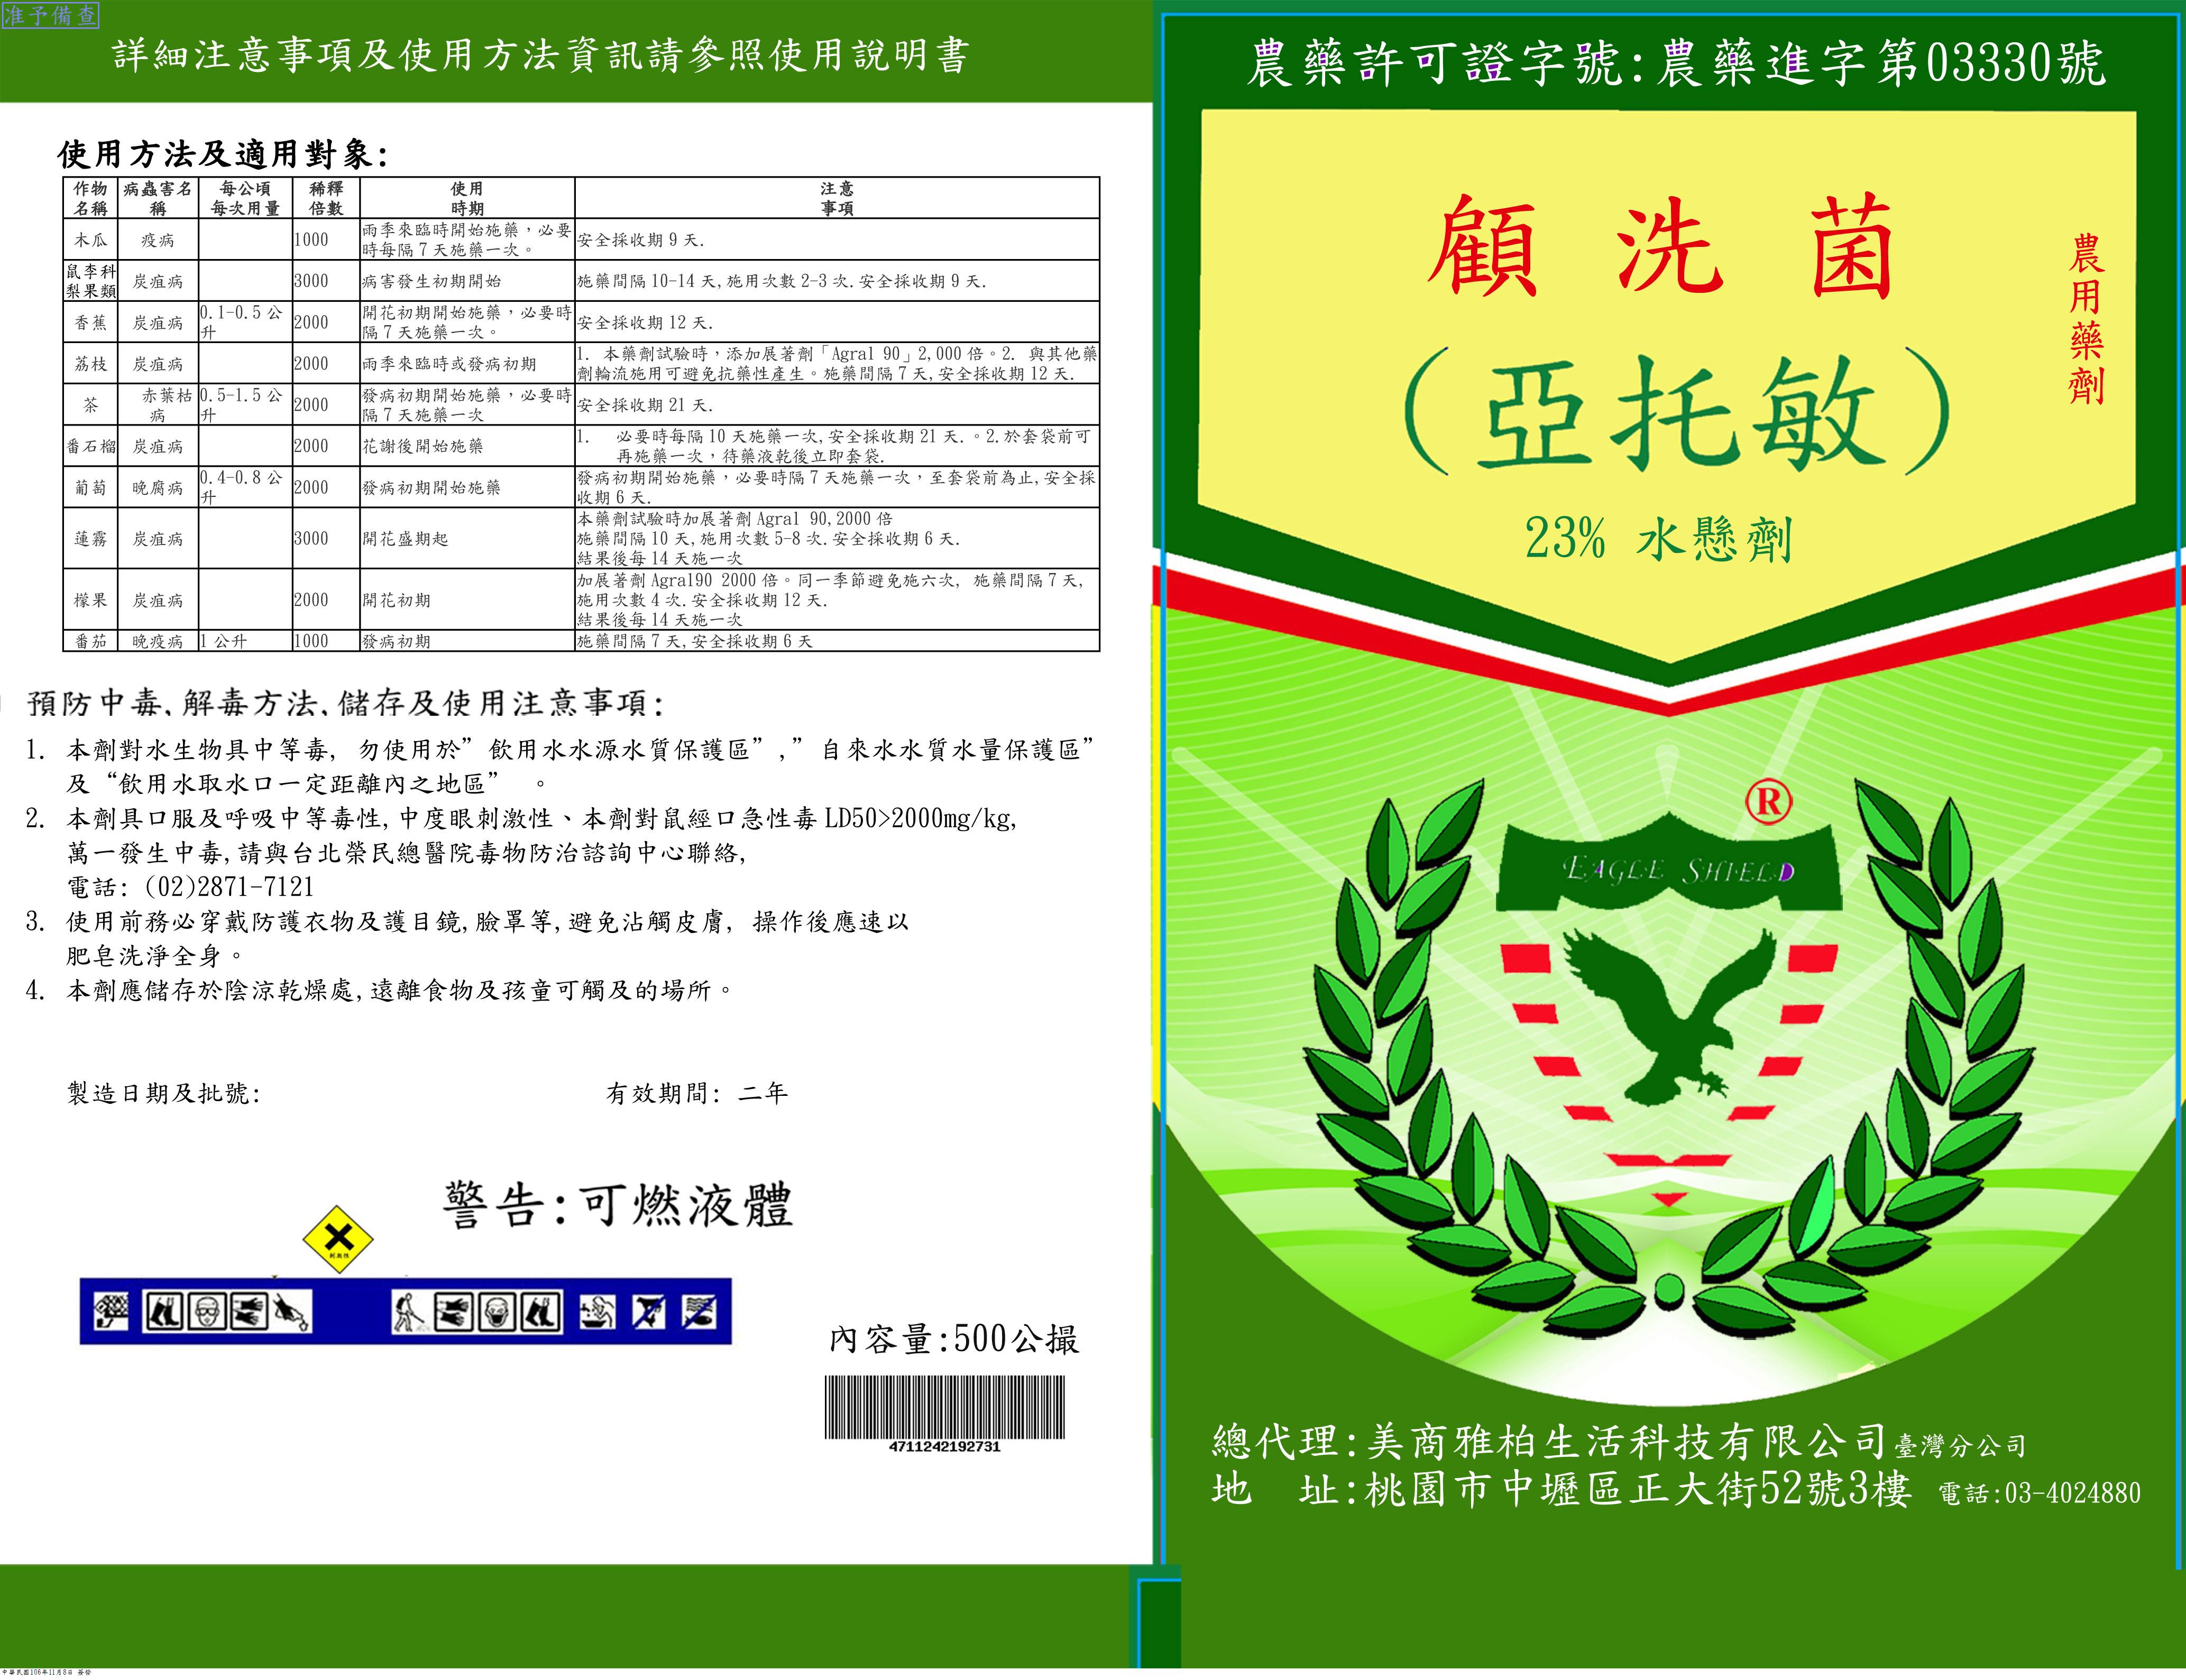 准予備查
詳細注意事項及使用方法資訊請參照使用說明書
使用方法及適用對象:
作物名稱 病蟲害名稱 每公頃每次用量 稀釋倍數 使用時期 注意事項
木瓜 疫病 1000 雨季來臨時開始施藥，必要時每隔7天施藥一次。 安全採收期9天.
鼠李科梨果類 炭疽病 3000 病害發生初期開始 施藥間隔10-14天,施用次數2-3次.安全採收期9天.
香蕉 炭疽病 0.1-0.5公升 2000 開花初期開始施藥，必要時隔7天施藥一次。 安全採收期12天.
荔枝 炭疽病 2000 雨季來臨時或發病初期 1. 本藥劑試驗時，添加展著劑「Agral 90」2,000倍。2. 與其他藥劑輪流施用可避免抗藥性產生。施藥間隔7天,安全採收期12天.
茶 赤葉枯病 0.5-1.5公升 2000 發病初期開始施藥，必要時隔7天施藥一次 安全採收期21天.
番石榴 炭疽病 2000 花謝後開始施藥 1. 必要時每隔10天施藥一次,安全採收期21天.。2.於套袋前可再施藥一次，待藥液乾後立即套袋.
葡萄 晚腐病 0.4-0.8公升 2000 發病初期開始施藥 發病初期開始施藥，必要時隔7天施藥一次，至套袋前為止,安全採收期6天.
蓮霧 炭疽病 3000 開花盛期起 本藥劑試驗時加展著劑Agral 90,2000倍
施藥間隔10天,施用次數5-8次.安全採收期6天.
結果後每14天施一次
檬果 炭疽病 2000 開花初期 加展著劑Agral90 2000倍。同一季節避免施六次, 施藥間隔7天,施用次數4次.安全採收期12天.
結果後每14天施一次
番茄 晚疫病 1公升 1000 發病初期 施藥間隔7天,安全採收期6天
預防中毒,解毒方法,儲存及使用注意事項:
1. 本劑對水生物具中等毒, 勿使用於”飲用水水源水質保護區”,”自來水水質水量保護區”
及“飲用水取水口一定距離內之地區” 。
2. 本劑具口服及呼吸中等毒性,中度眼刺激性、本劑對鼠經口急性毒LD50>2000mg/kg,
萬一發生中毒,請與台北榮民總醫院毒物防治諮詢中心聯絡,
電話: (02)2871-7121
3. 使用前務必穿戴防護衣物及護目鏡,臉罩等,避免沾觸皮膚, 操作後應速以
肥皂洗淨全身。
4. 本劑應儲存於陰涼乾燥處,遠離食物及孩童可觸及的場所。
製造日期及批號:
有效期間: 二年
警告:可燃液體
刺激性
內容量:500公撮
4711242192731
中華民國106年11月8日 簽發
農藥許可證字號:農藥進字第03330號
顧洗菌
農用藥劑
(亞托敏)
23% 水懸劑
®
EAGLE SHIELD
總代理:美商雅柏生活科技有限公司臺灣分公司
地 址:桃園市中壢區正大街52號3樓 電話:03-4024880